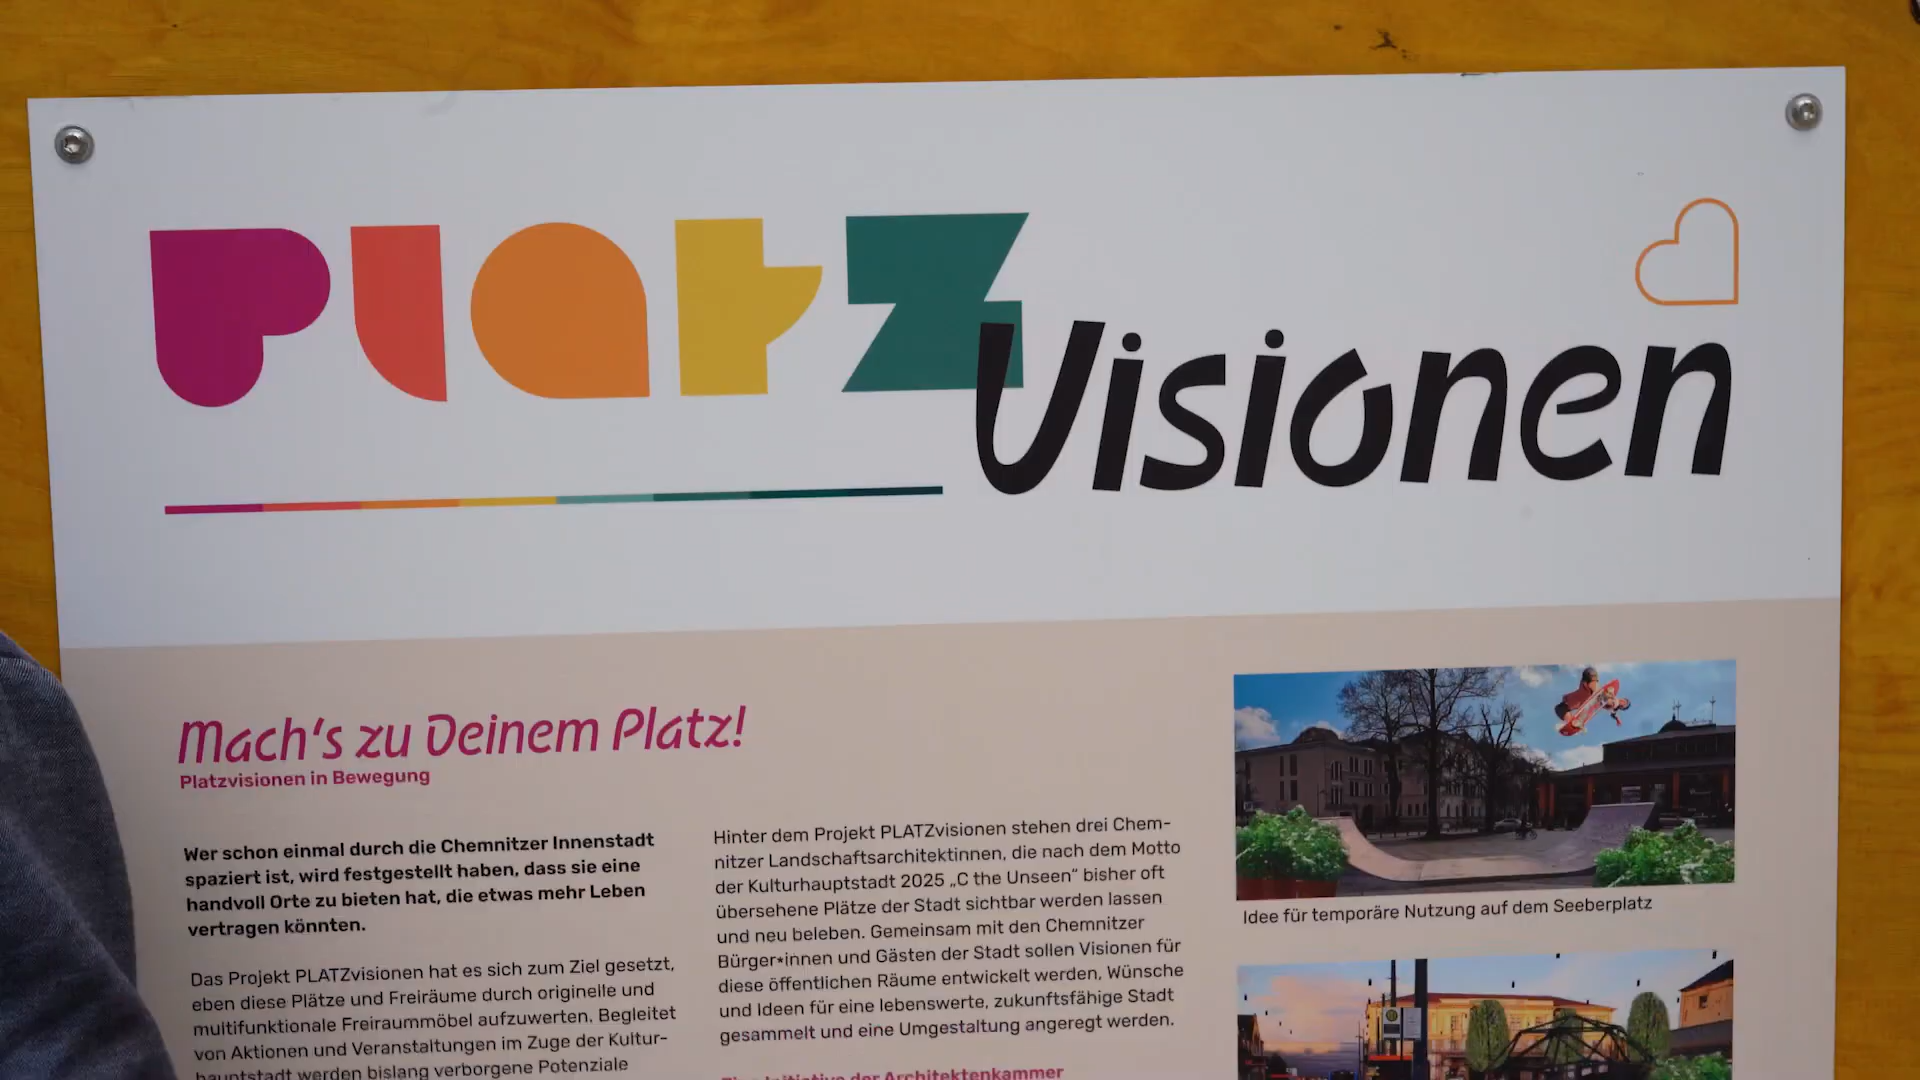 Platz
Visionen
Mach's zu Deinem Platz!
Platzvisionen in Bewegung
Wer schon einmal durch die Chemnitzer Innenstadt
spaziert ist, wird festgestellt haben, dass sie eine
handvoll Orte zu bieten hat, die etwas mehr Leben
vertragen könnten.
Das Projekt PLATZvisionen hat es sich zum Ziel gesetzt,
eben diese Plätze und Freiräume durch originelle und
multifunktionale Freiraummöbel aufzuwerten. Begleitet
von Aktionen und Veranstaltungen im Zuge der Kultur-
hauptstadt werden bislang verborgene Potenziale
Hinter dem Projekt PLATZvisionen stehen drei Chem-
nitzer Landschaftsarchitektinnen, die nach dem Motto
der Kulturhauptstadt 2025 „C the Unseen“ bisher oft
übersehene Plätze der Stadt sichtbar werden lassen
und neu beleben. Gemeinsam mit den Chemnitzer
Bürger*innen und Gästen der Stadt sollen Visionen für
diese öffentlichen Räume entwickelt werden, Wünsche
und Ideen für eine lebenswerte, zukunftsfähige Stadt
gesammelt und eine Umgestaltung angeregt werden.
Eine Initiative der Architektenkammer
Idee für temporäre Nutzung auf dem Seeberplatz